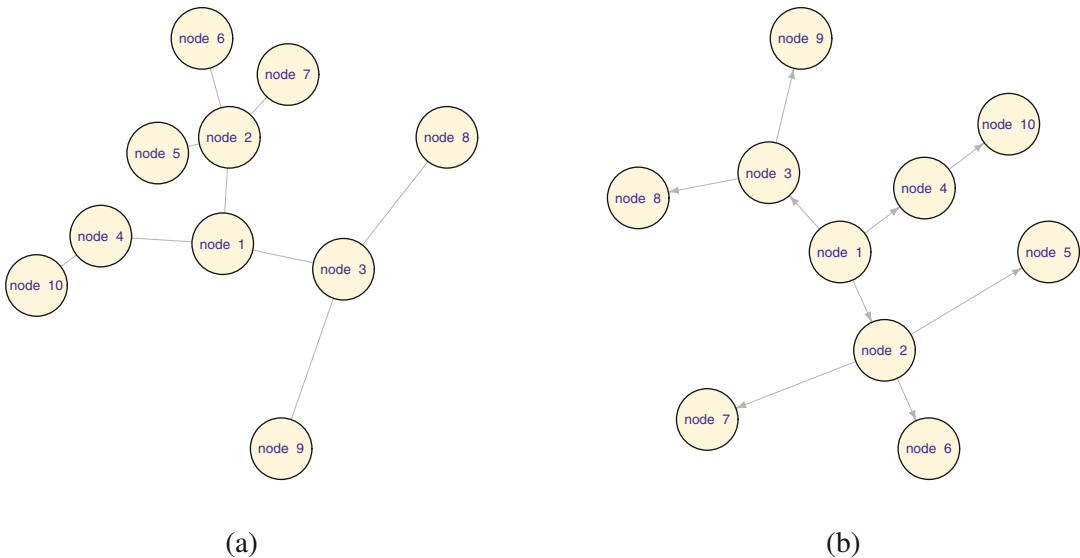 node 6
node 7
node 2
node 5
node 8
node 4
node 1
node 3
node 10
node 9
(a)
node 9
node 10
node 3
node 4
node 8
node 1
node 5
node 2
node 7
node 6
(b)